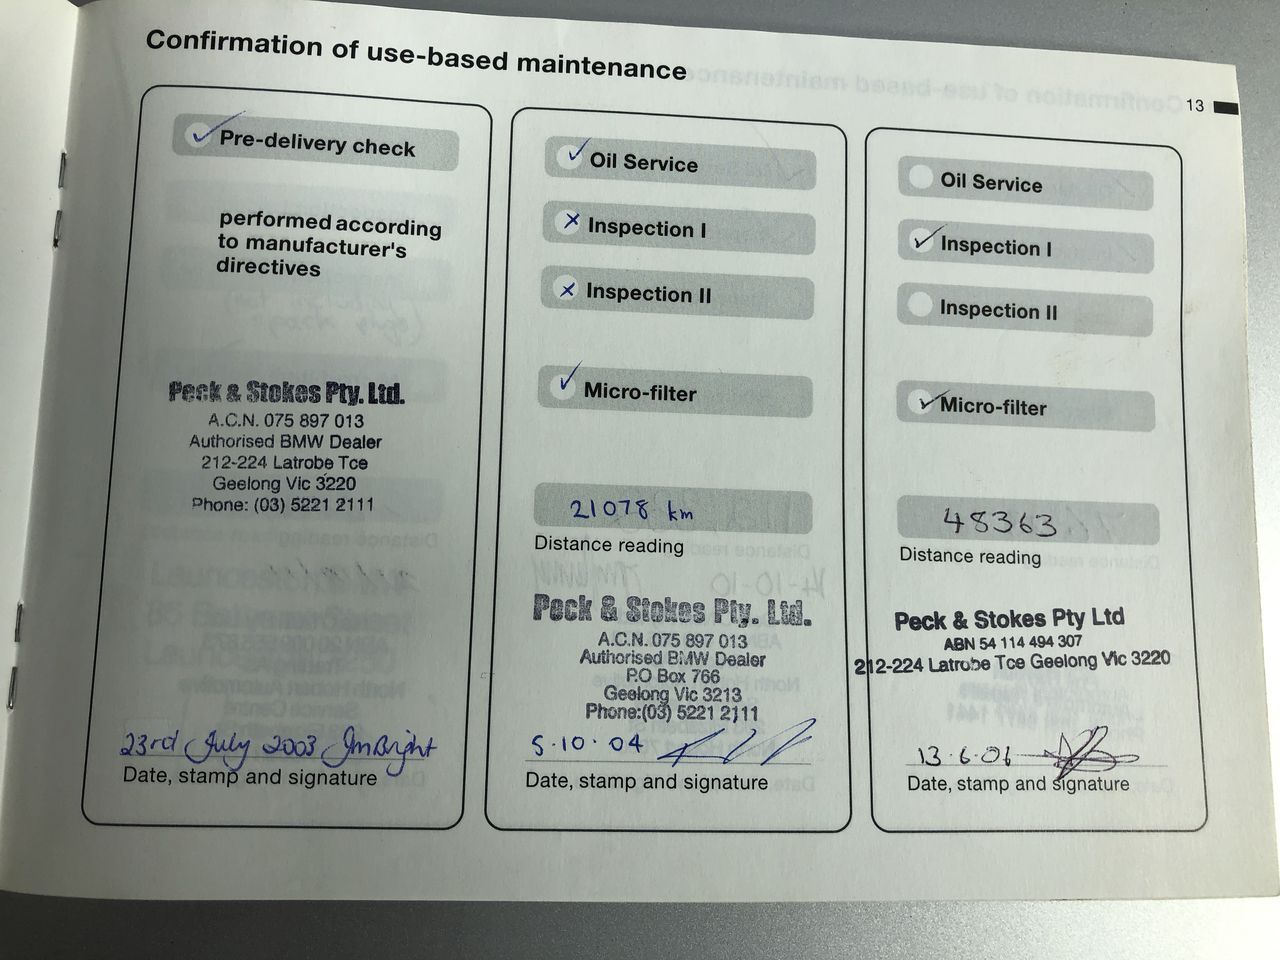 Confirmation of use-based maintenance
13
✓ Pre-delivery check
performed according
to manufacturer's
directives
Peck & Stokes Pty. Ltd.
A.C.N. 075 897 013
Authorised BMW Dealer
212-224 Latrobe Tce
Geelong Vic 3220
Phone: (03) 5221 2111
23rd July 2003 JmBright
Date, stamp and signature
✓ Oil Service
× Inspection I
× Inspection II
✓ Micro-filter
21078 km
Distance reading
Peck & Stokes Pty. Ltd.
A.C.N. 075 897 013
Authorised BMW Dealer
P.O Box 766
Geelong Vic 3213
Phone:(03) 5221 2111
5.10.04
Date, stamp and signature
Oil Service
✓ Inspection I
Inspection II
✓ Micro-filter
48363
Distance reading
Peck & Stokes Pty Ltd
ABN 54 114 494 307
212-224 Latrobe Tce Geelong Vic 3220
13.6.06
Date, stamp and signature